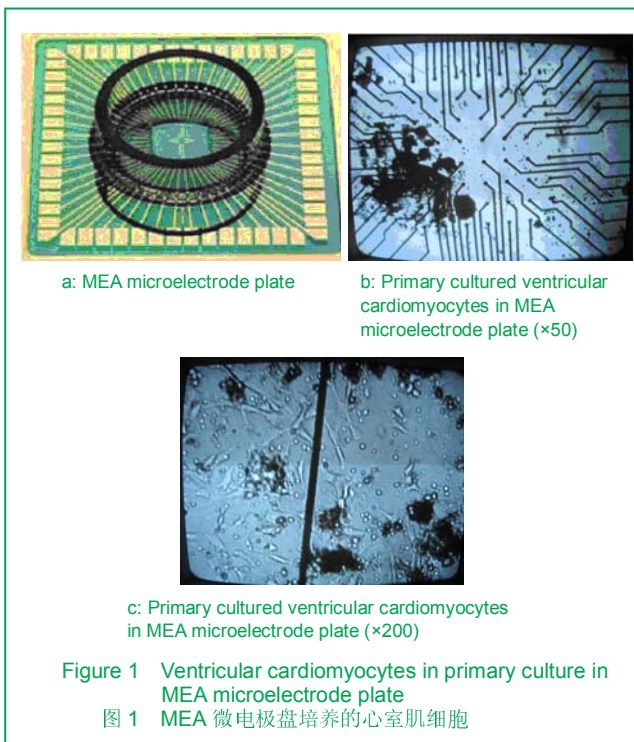 a: MEA microelectrode plate
b: Primary cultured ventricular
cardiomyocytes in MEA
microelectrode plate (×50)
c: Primary cultured ventricular cardiomyocytes
in MEA microelectrode plate (×200)
Figure 1 Ventricular cardiomyocytes in primary culture in
MEA microelectrode plate
图 1 MEA 微电极盘培养的心室肌细胞